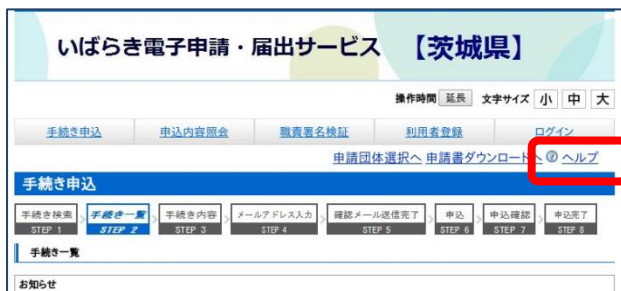 いばらき電子申請・届出サービス 【茨城県】
操作時間 延長 文字サイズ 小 中 大
手続き申込 申込内容照会 職責署名検証 利用者登録 ログイン
申請団体選択へ 申請書ダウンロードへ ? ヘルプ
手続き申込
手続き検索 手続き一覧 手続き内容 メールアドレス入力 確認メール送信完了 申込 申込確認 申込完了
STEP 1 STEP 2 STEP 3 STEP 4 STEP 5 STEP 6 STEP 7 STEP 8
手続き一覧
お知らせ